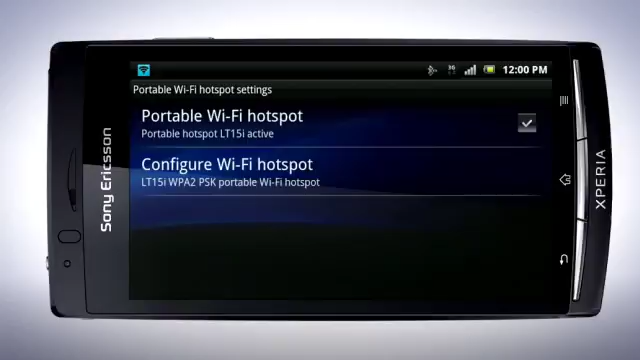 3G
12:00 PM
Portable Wi-Fi hotspot settings
Portable Wi-Fi hotspot
Portable hotspot LT15i active
Configure Wi-Fi hotspot
LT15i WPA2 PSK portable Wi-Fi hotspot
Sony Ericsson
XPERIA